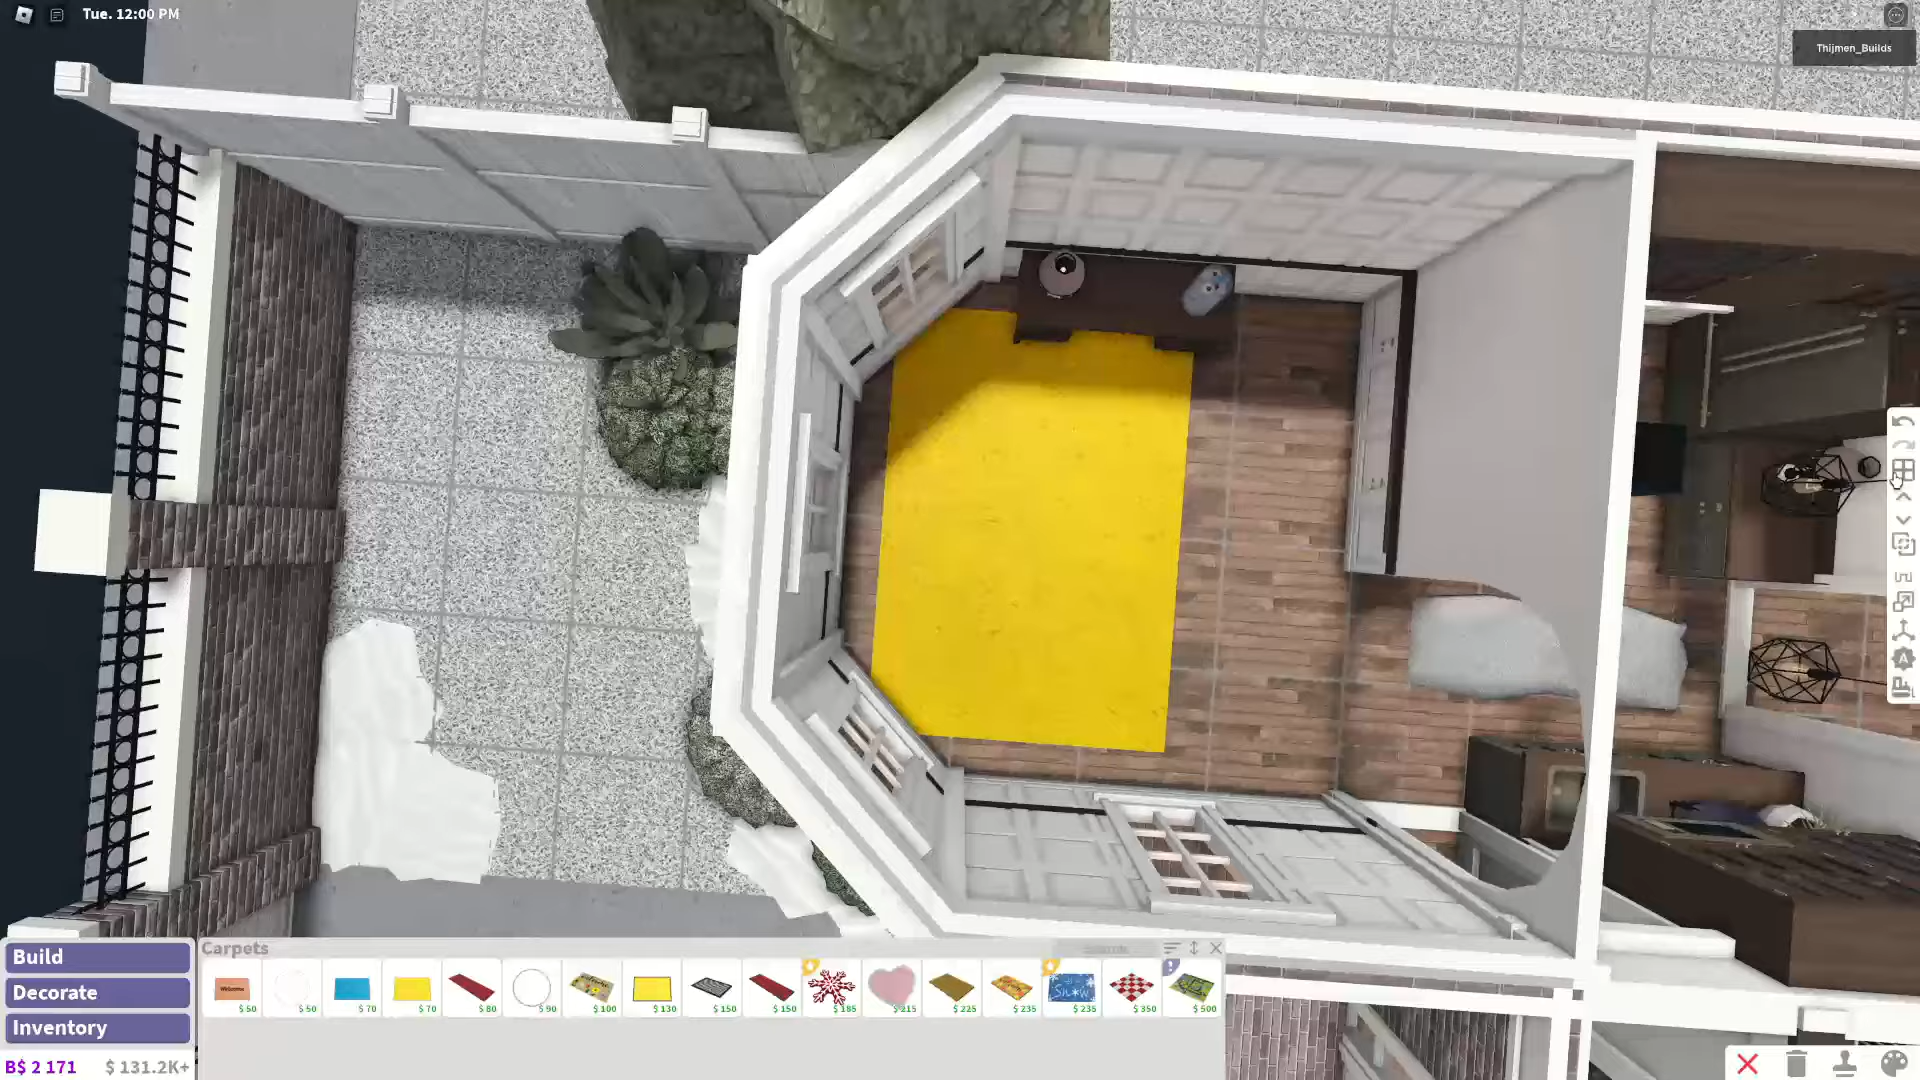 Tue. 12:00 PM
Thijmen_Builds
Build
Decorate
Inventory
B$ 2 171 $ 131.2K+
Carpets
Welcome
Sn*w
$ 50 $ 50 $ 70 $ 70 $ 80 $ 90 $ 100 $ 130 $ 150 $ 150 $ 185 $ 215 $ 225 $ 235 $ 235 $ 350 $ 500